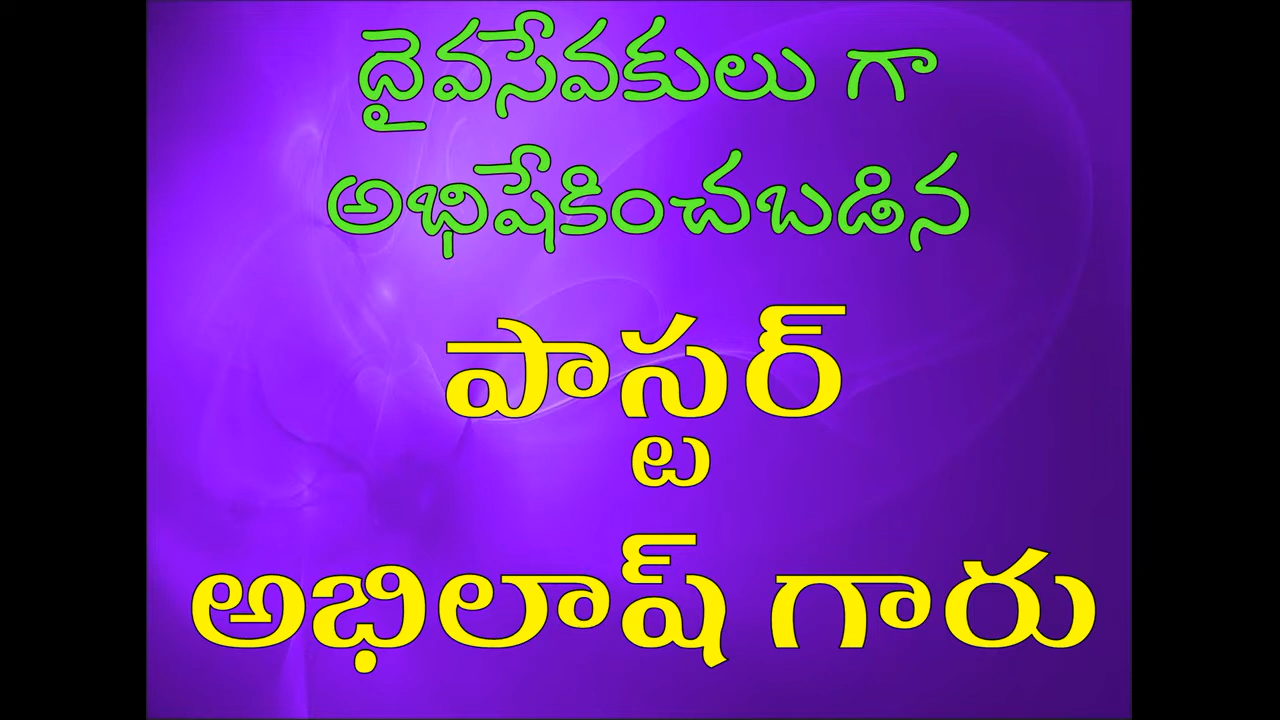 దైవసేవకులు గా
అభిషేకించబడిన
పాస్టర్
అభిలాష్ గారు